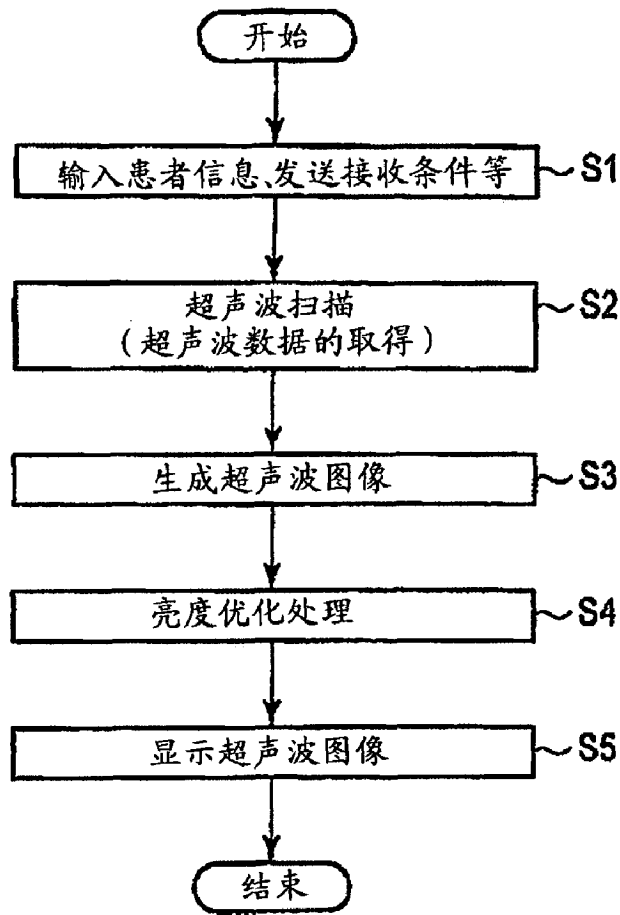 开始
输入患者信息、发送接收条件等
S1
超声波扫描
(超声波数据的取得)
S2
生成超声波图像
S3
亮度优化处理
S4
显示超声波图像
S5
结束